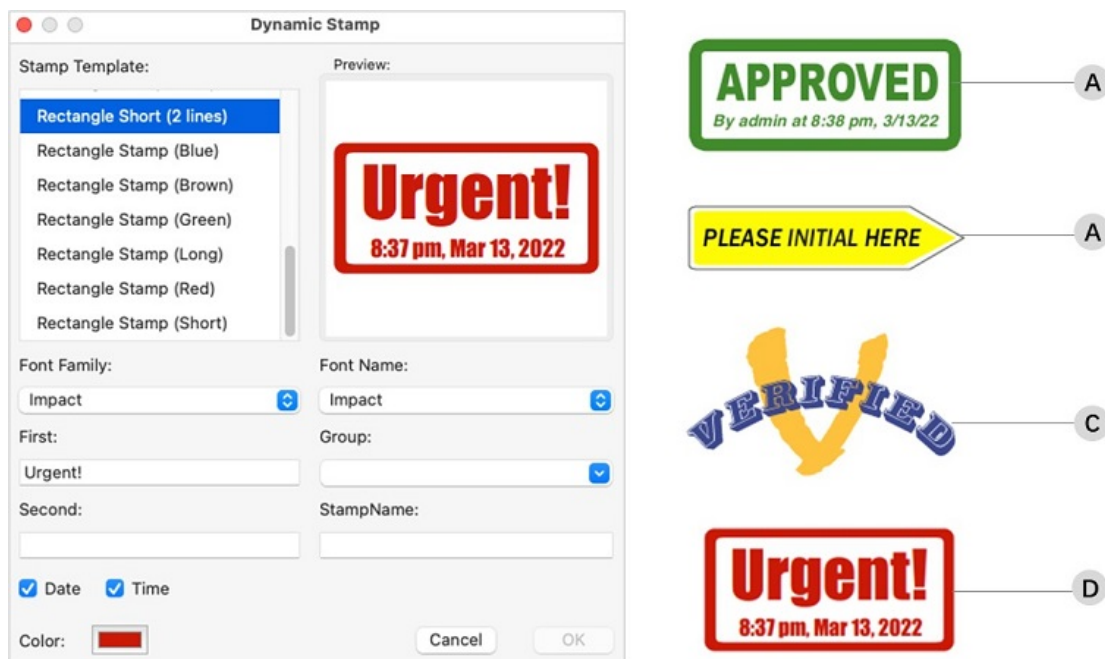 Dynamic Stamp
Stamp Template:
Rectangle Short (2 lines)
Rectangle Stamp (Blue)
Rectangle Stamp (Brown)
Rectangle Stamp (Green)
Rectangle Stamp (Long)
Rectangle Stamp (Red)
Rectangle Stamp (Short)
Preview:
Urgent!
8:37 pm, Mar 13, 2022
Font Family:
Impact
Font Name:
Impact
First:
Urgent!
Group:
Second:
StampName:
Date
Time
Color:
Cancel
OK
APPROVED
By admin at 8:38 pm, 3/13/22
A
PLEASE INITIAL HERE
A
VERIFIED
C
Urgent!
8:37 pm, Mar 13, 2022
D